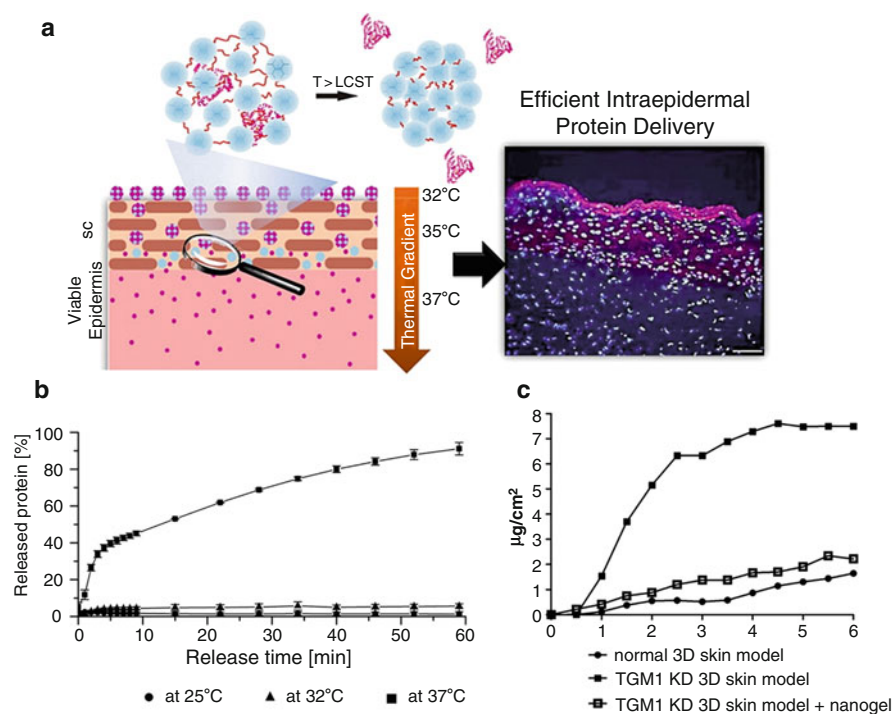 a
T > LCST
Efficient Intraepidermal
Protein Delivery
32°C
35°C
37°C
Thermal Gradient
sc
Viable
Epidermis
b
Released protein [%]
100
80
60
40
20
0
0 10 20 30 40 50 60
Release time [min]
at 25°C at 32°C at 37°C
c
µg/cm²
8
7
6
5
4
3
2
1
0
0 1 2 3 4 5 6
normal 3D skin model
TGM1 KD 3D skin model
TGM1 KD 3D skin model + nanogel